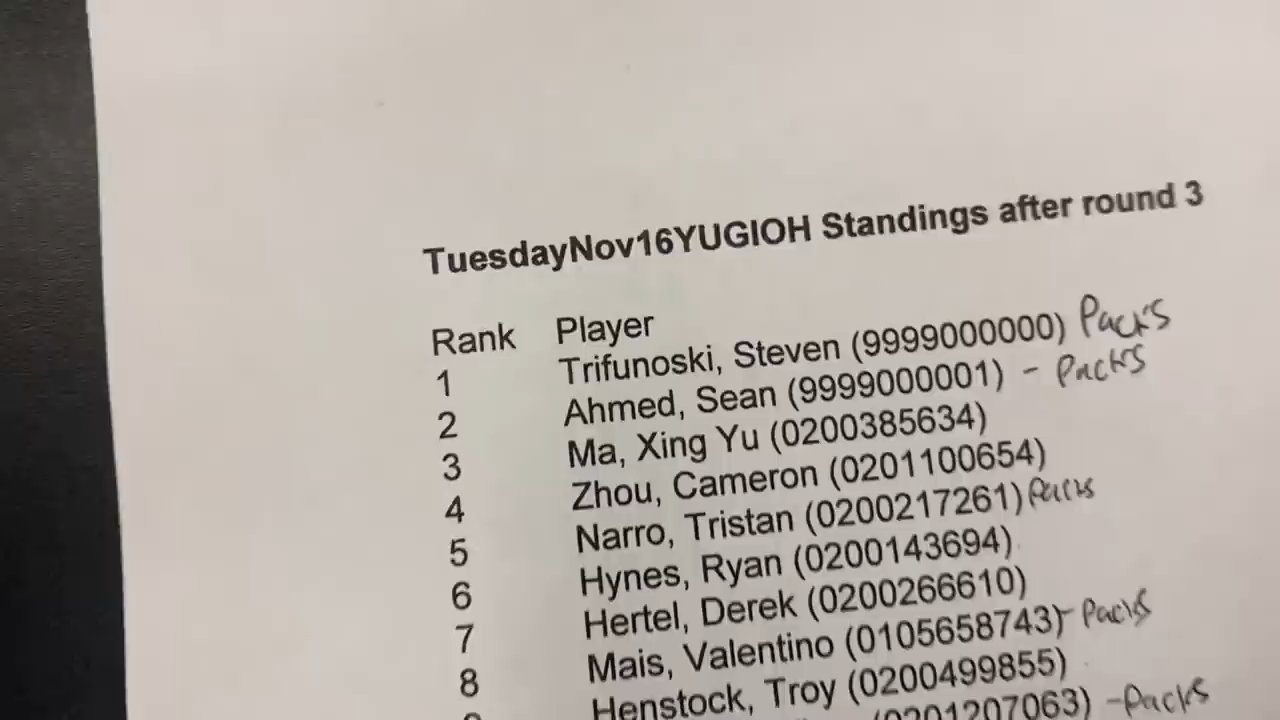 TuesdayNov16YUGIOH Standings after round 3
Rank Player
1 Trifunoski, Steven (9999000000) Packs
2 Ahmed, Sean (9999000001) - Packs
3 Ma, Xing Yu (0200385634)
4 Zhou, Cameron (0201100654)
5 Narro, Tristan (0200217261) Packs
6 Hynes, Ryan (0200143694)
7 Hertel, Derek (0200266610)
8 Mais, Valentino (0105658743) - Packs
Henstock, Troy (0200499855)
(0201207063) - Packs